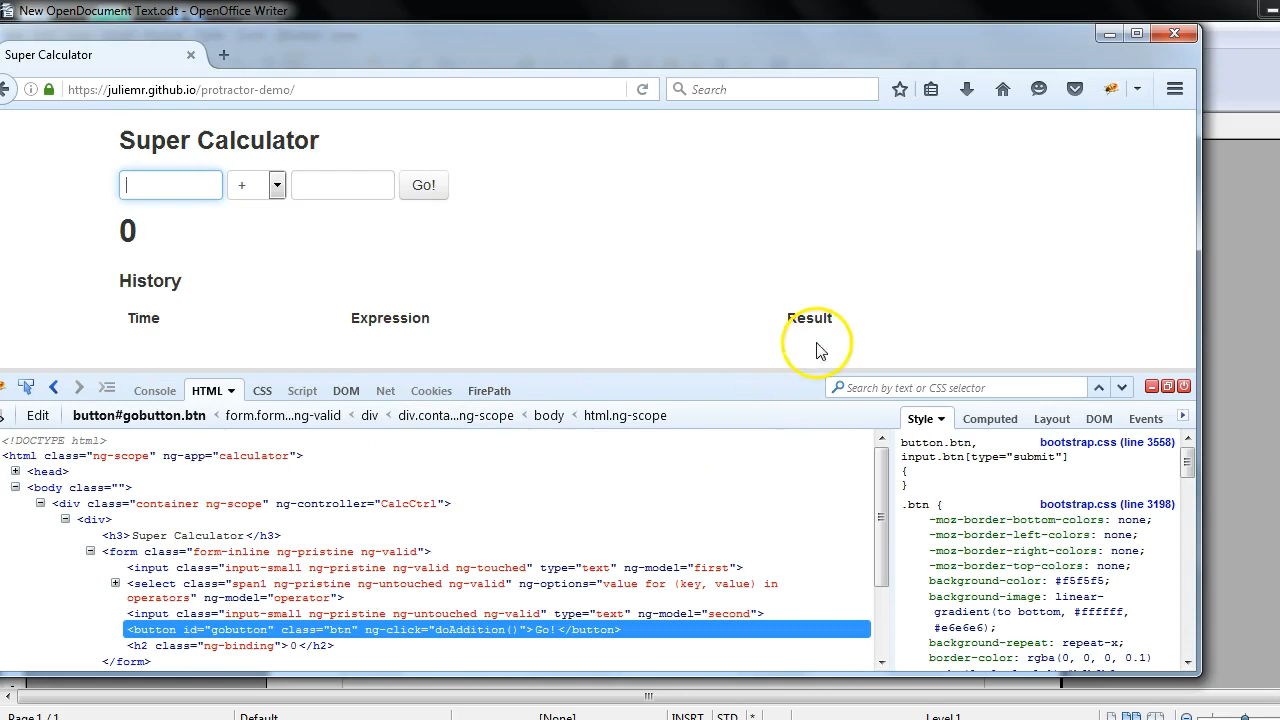 New OpenDocument Text.odt - OpenOffice Writer
Super Calculator
https://juliemr.github.io/protractor-demo/
Search
Super Calculator
+ Go!
0
History
Time Expression Result
Console HTML CSS Script DOM Net Cookies FirePath
Search by text or CSS selector
Edit button#gobutton.btn form.form...ng-valid div div.conta...ng-scope body html.ng-scope
Style Computed Layout DOM Events
<!DOCTYPE html>
<html class="ng-scope" ng-app="calculator">
<head>
<body class="">
<div class="container ng-scope" ng-controller="CalcCtrl">
<div>
<h3>Super Calculator</h3>
<form class="form-inline ng-pristine ng-valid">
<input class="input-small ng-pristine ng-valid ng-touched" type="text" ng-model="first">
<select class="span1 ng-pristine ng-untouched ng-valid" ng-options="value for (key, value) in
operators" ng-model="operator">
<input class="input-small ng-pristine ng-untouched ng-valid" type="text" ng-model="second">
<button id="gobutton" class="btn" ng-click="doAddition()">Go!</button>
<h2 class="ng-binding">0</h2>
</form>
button.btn, bootstrap.css (line 3558)
input.btn[type="submit"]
{
}
.btn { bootstrap.css (line 3198)
-moz-border-bottom-colors: none;
-moz-border-left-colors: none;
-moz-border-right-colors: none;
-moz-border-top-colors: none;
background-color: #f5f5f5;
background-image: linear-
gradient(to bottom, #ffffff,
#e6e6e6);
background-repeat: repeat-x;
border-color: rgba(0, 0, 0, 0.1)
Page 1 / 1 Default [None] INSRT STD * Level 1